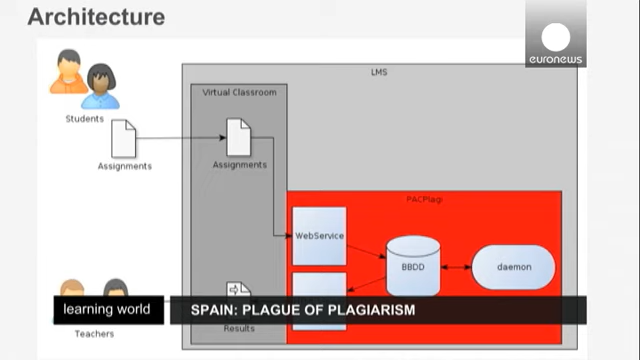 Architecture
euronews
LMS
Virtual Classroom
Students
Assignments
Assignments
PACPlagi
WebService
BBDD
daemon
learning world
SPAIN: PLAGUE OF PLAGIARISM
Results
Teachers